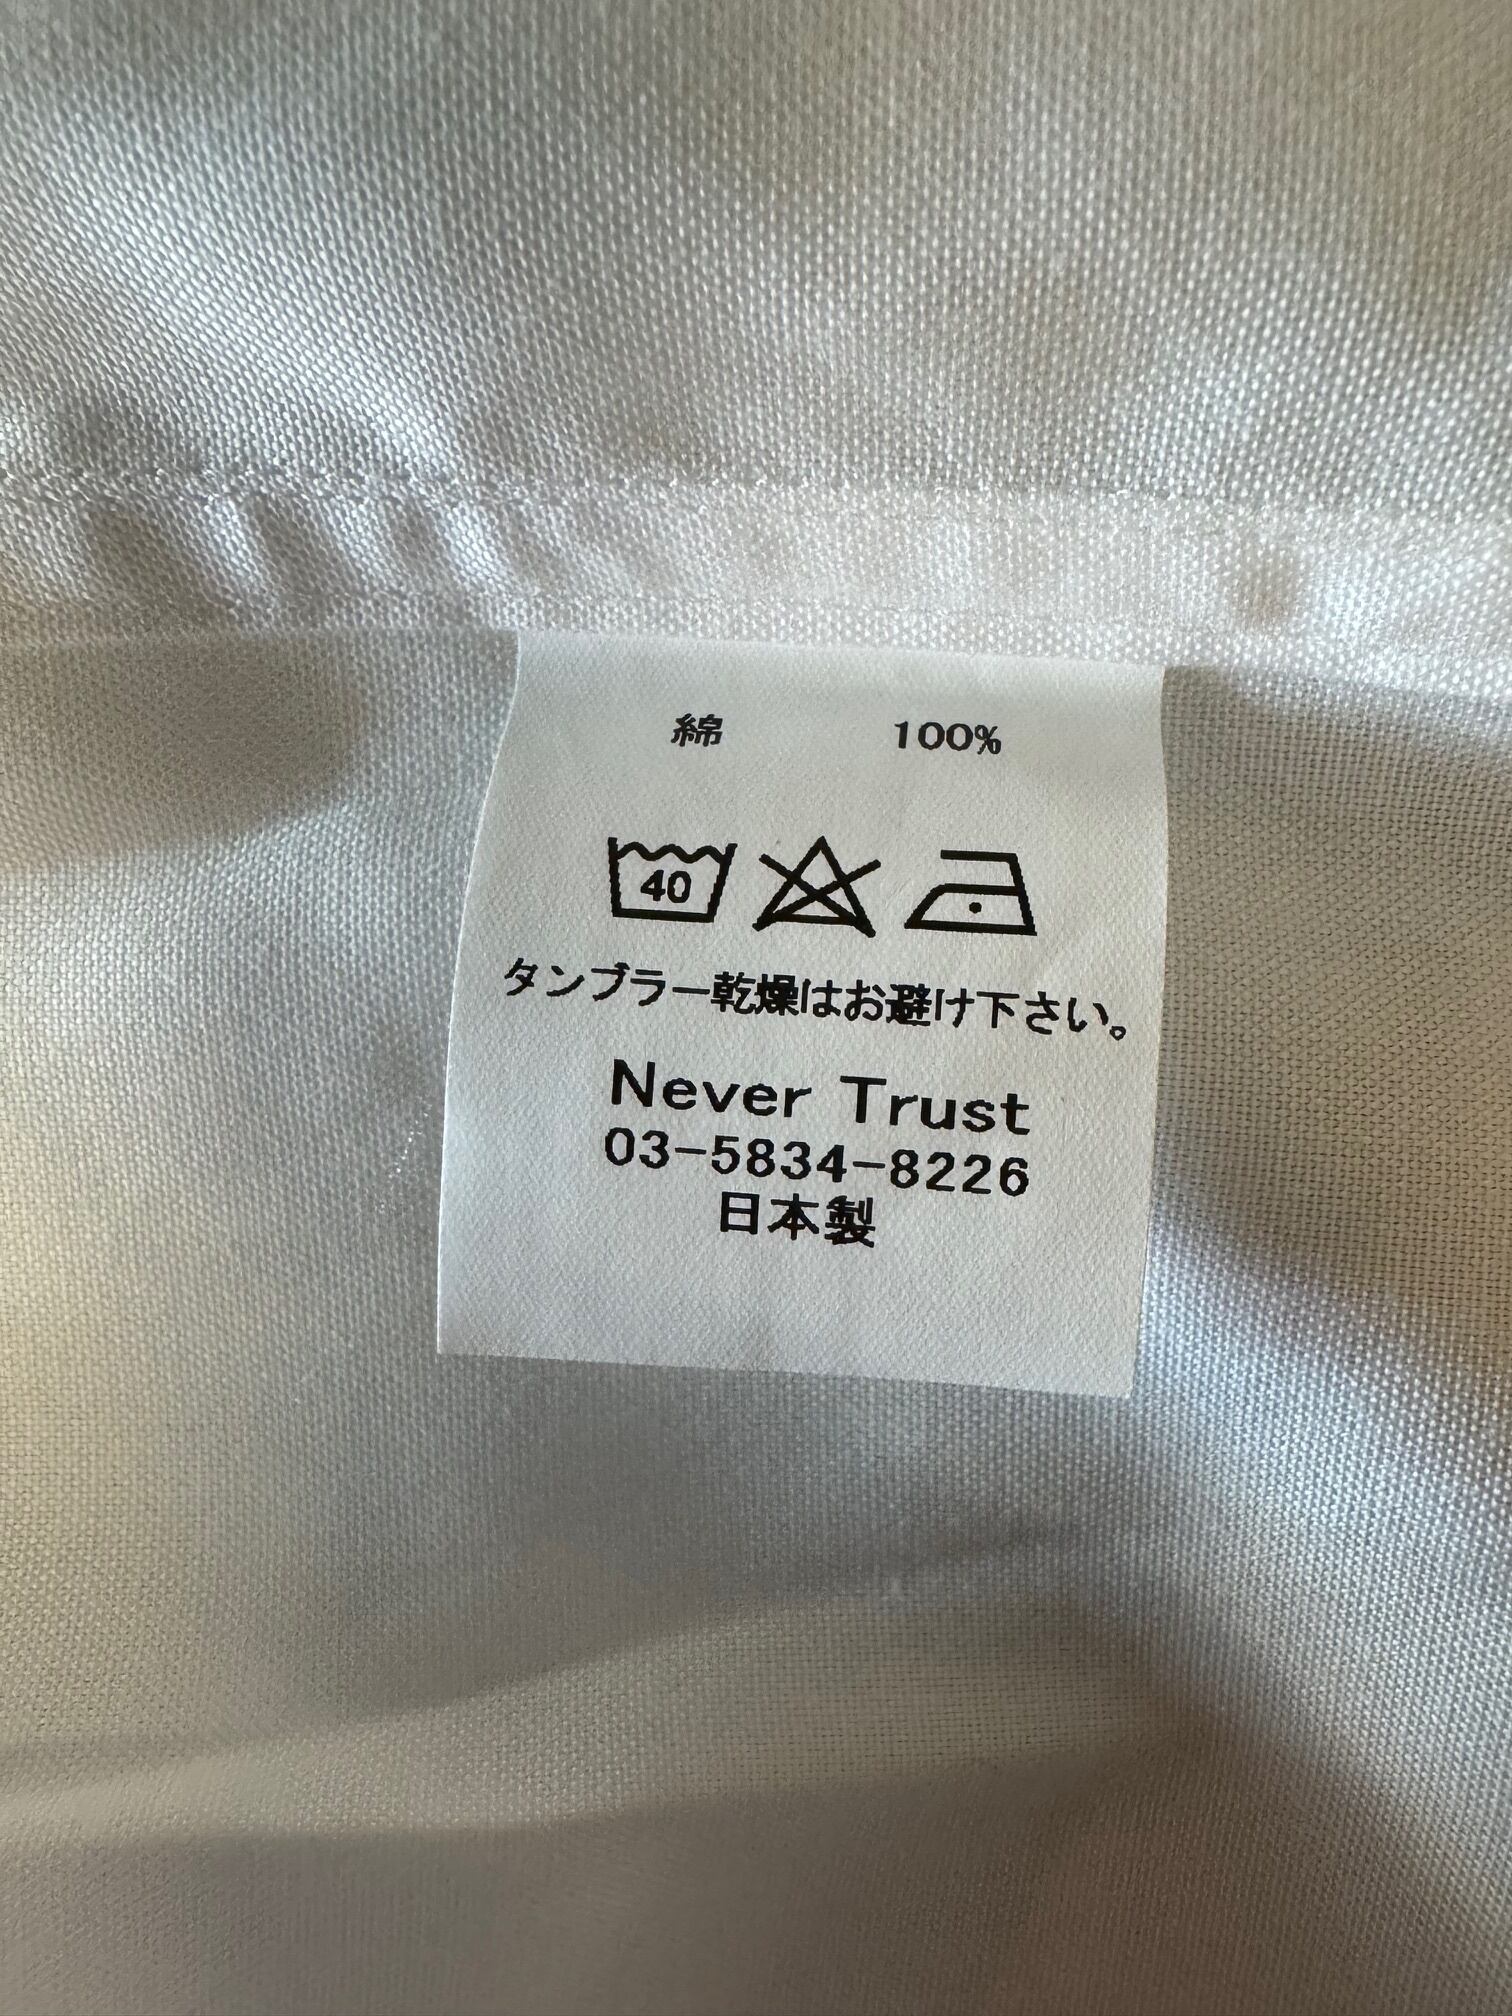 綿 100%
40
タンブラー乾燥はお避け下さい。
Never Trust
03-5834-8226
日本製